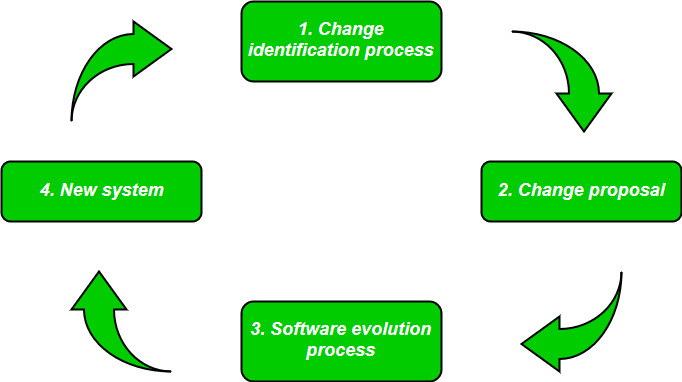 1. Change
identification process
2. Change proposal
3. Software evolution
process
4. New system